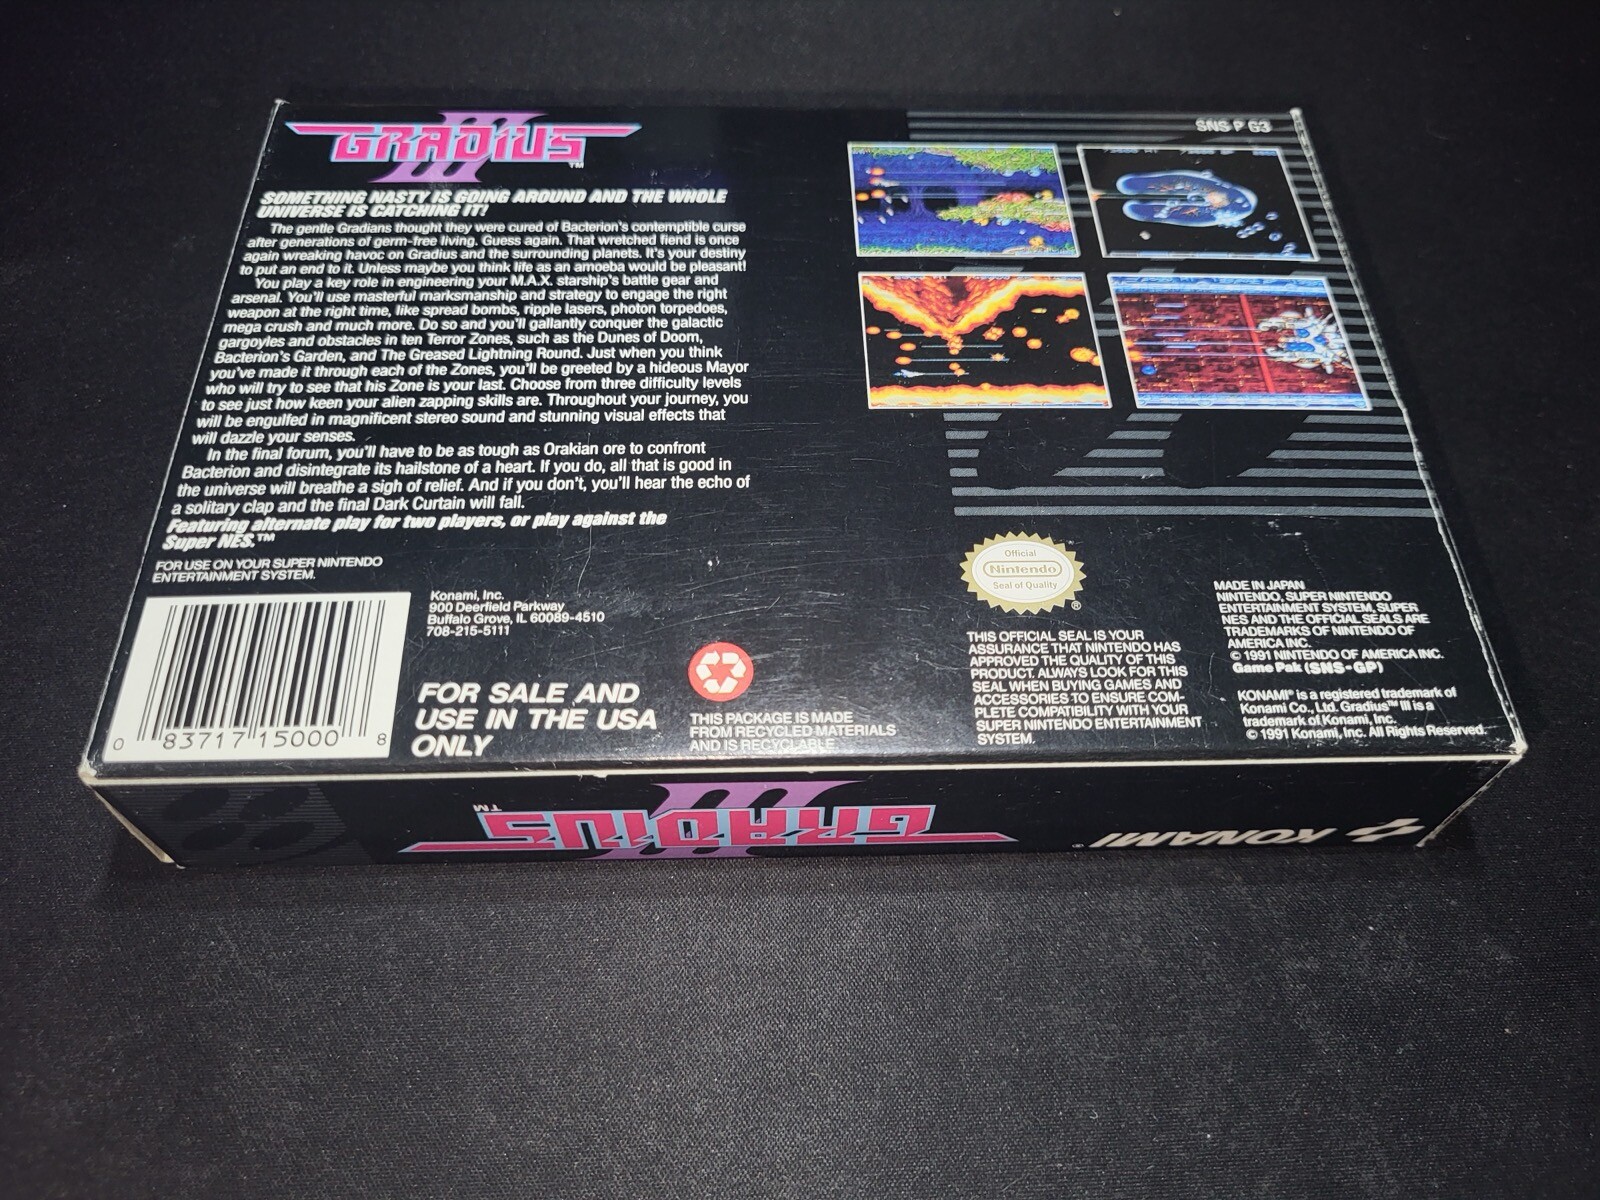 GRADIUS III™
SOMETHING NASTY IS GOING AROUND AND THE WHOLE
UNIVERSE IS CATCHING IT!
The gentle Gradians thought they were cured of Bacterion's contemptible curse
after generations of germ-free living. Guess again. That wretched fiend is once
again wreaking havoc on Gradius and the surrounding planets. It's your destiny
to put an end to it. Unless maybe you think life as an amoeba would be pleasant!
You play a key role in engineering your M.A.X. starship's battle gear and
arsenal. You'll use masterful marksmanship and strategy to engage the right
weapon at the right time, like spread bombs, ripple lasers, photon torpedoes,
mega crush and much more. Do so and you'll gallantly conquer the galactic
gargoyles and obstacles in ten Terror Zones, such as the Dunes of Doom,
Bacterion's Garden, and The Greased Lightning Round. Just when you think
you've made it through each of the Zones, you'll be greeted by a hideous Mayor
who will try to see that his Zone is your last. Choose from three difficulty levels
to see just how keen your alien zapping skills are. Throughout your journey, you
will be engulfed in magnificent stereo sound and stunning visual effects that
will dazzle your senses.
In the final forum, you'll have to be as tough as Orakian ore to confront
Bacterion and disintegrate its hailstone of a heart. If you do, all that is good in
the universe will breathe a sigh of relief. And if you don't, you'll hear the echo of
a solitary clap and the final Dark Curtain will fall.
Featuring alternate play for two players, or play against the
Super NES.™
FOR USE ON YOUR SUPER NINTENDO
ENTERTAINMENT SYSTEM.
0 83717 15000 8
Konami, Inc.
900 Deerfield Parkway
Buffalo Grove, IL 60089-4510
708-215-5111
FOR SALE AND
USE IN THE USA
ONLY
THIS PACKAGE IS MADE
FROM RECYCLED MATERIALS
AND IS RECYCLABLE.
SNS P G3
Official
Nintendo
Seal of Quality
®
THIS OFFICIAL SEAL IS YOUR
ASSURANCE THAT NINTENDO HAS
APPROVED THE QUALITY OF THIS
PRODUCT. ALWAYS LOOK FOR THIS
SEAL WHEN BUYING GAMES AND
ACCESSORIES TO ENSURE COM-
PLETE COMPATIBILITY WITH YOUR
SUPER NINTENDO ENTERTAINMENT
SYSTEM.
MADE IN JAPAN
NINTENDO, SUPER NINTENDO
ENTERTAINMENT SYSTEM, SUPER
NES AND THE OFFICIAL SEALS ARE
TRADEMARKS OF NINTENDO OF
AMERICA INC.
© 1991 NINTENDO OF AMERICA INC.
Game Pak (SNS-GP)
KONAMI® is a registered trademark of
Konami Co., Ltd. Gradius™ III is a
trademark of Konami, Inc.
© 1991 Konami, Inc. All Rights Reserved.
KONAMI®
GRADIUS III™